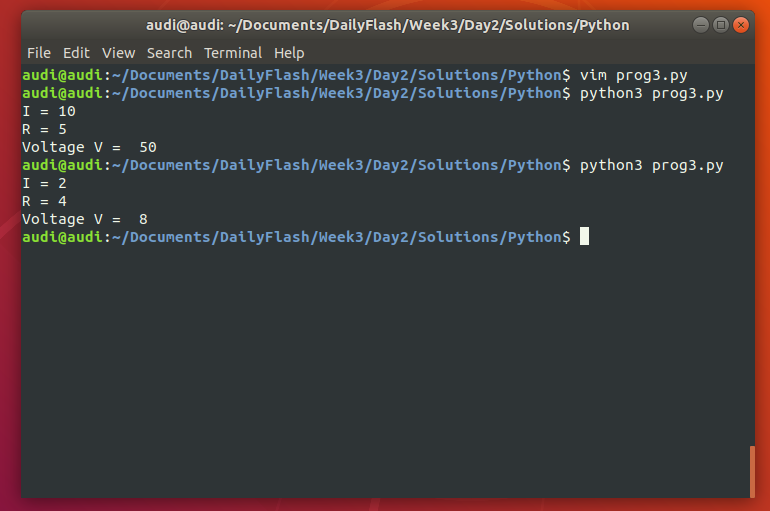 audi@audi: ~/Documents/DailyFlash/Week3/Day2/Solutions/Python
File Edit View Search Terminal Help
audi@audi:~/Documents/DailyFlash/Week3/Day2/Solutions/Python$ vim prog3.py
audi@audi:~/Documents/DailyFlash/Week3/Day2/Solutions/Python$ python3 prog3.py
I = 10
R = 5
Voltage V =  50
audi@audi:~/Documents/DailyFlash/Week3/Day2/Solutions/Python$ python3 prog3.py
I = 2
R = 4
Voltage V =  8
audi@audi:~/Documents/DailyFlash/Week3/Day2/Solutions/Python$